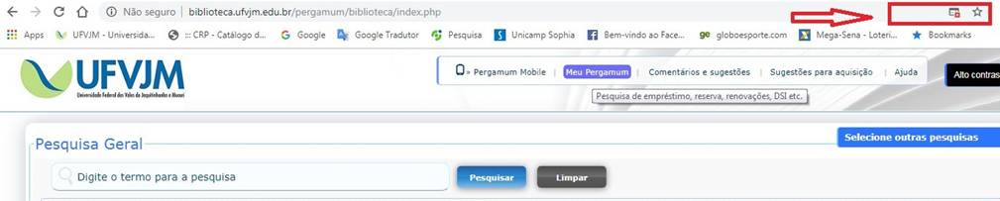 Não seguro | biblioteca.ufvjm.edu.br/pergamum/biblioteca/index.php
Apps UFVJM - Universida... ::: CRP - Catálogo d... Google Google Tradutor Pesquisa Unicamp Sophia Bem-vindo ao Face... ge globoesporte.com Mega-Sena - Loteri... Bookmarks
UFVJM
Universidade Federal dos Vales do Jequitinhonha e Mucuri
» Pergamum Mobile | Meu Pergamum | Comentários e sugestões | Sugestões para aquisição | Ajuda
Alto contras
Pesquisa de empréstimo, reserva, renovações, DSI etc.
Pesquisa Geral
Selecione outras pesquisas
Digite o termo para a pesquisa
Pesquisar
Limpar